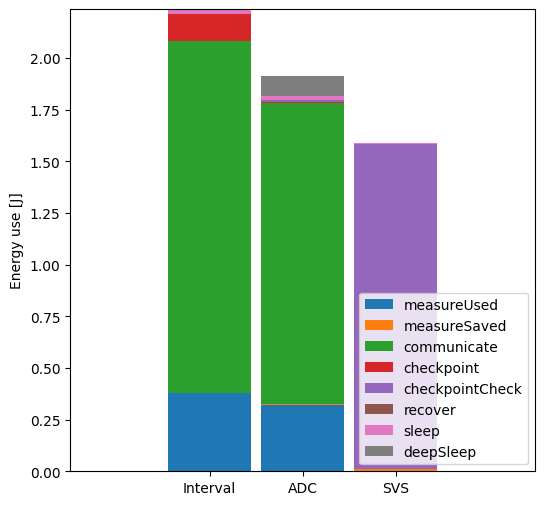 Energy use [J]
2.00
1.75
1.50
1.25
1.00
0.75
0.50
0.25
0.00
measureUsed
measureSaved
communicate
checkpoint
checkpointCheck
recover
sleep
deepSleep
Interval
ADC
SVS